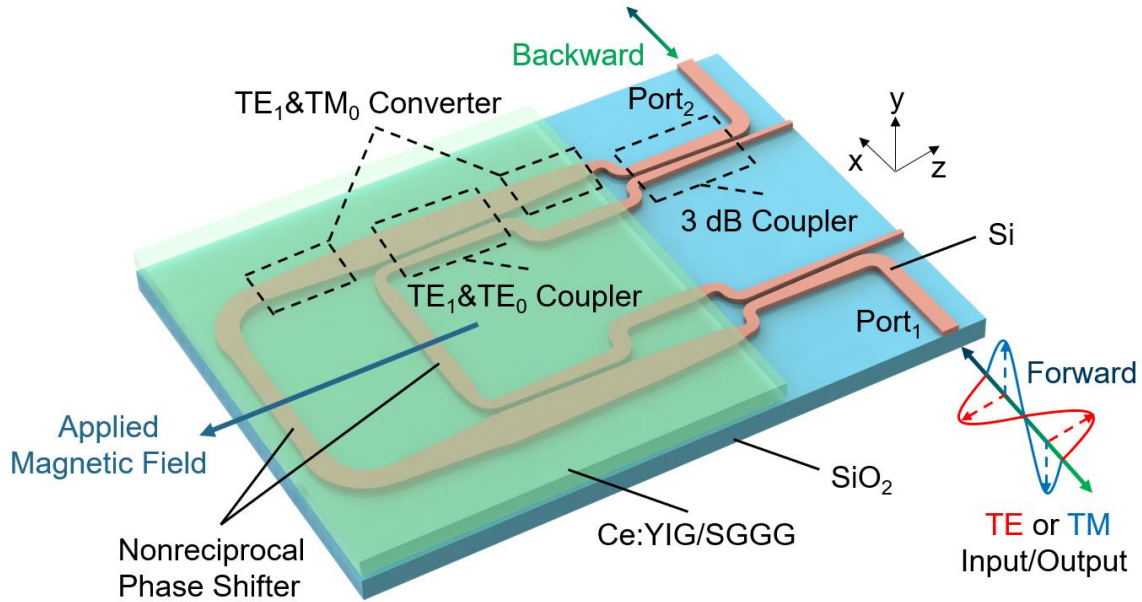 Backward
TE₁&TM₀ Converter
Port₂
y
x
z
3 dB Coupler
Si
TE₁&TE₀ Coupler
Port₁
Forward
Applied
Magnetic Field
SiO₂
TE or TM
Input/Output
Ce:YIG/SGGG
Nonreciprocal
Phase Shifter